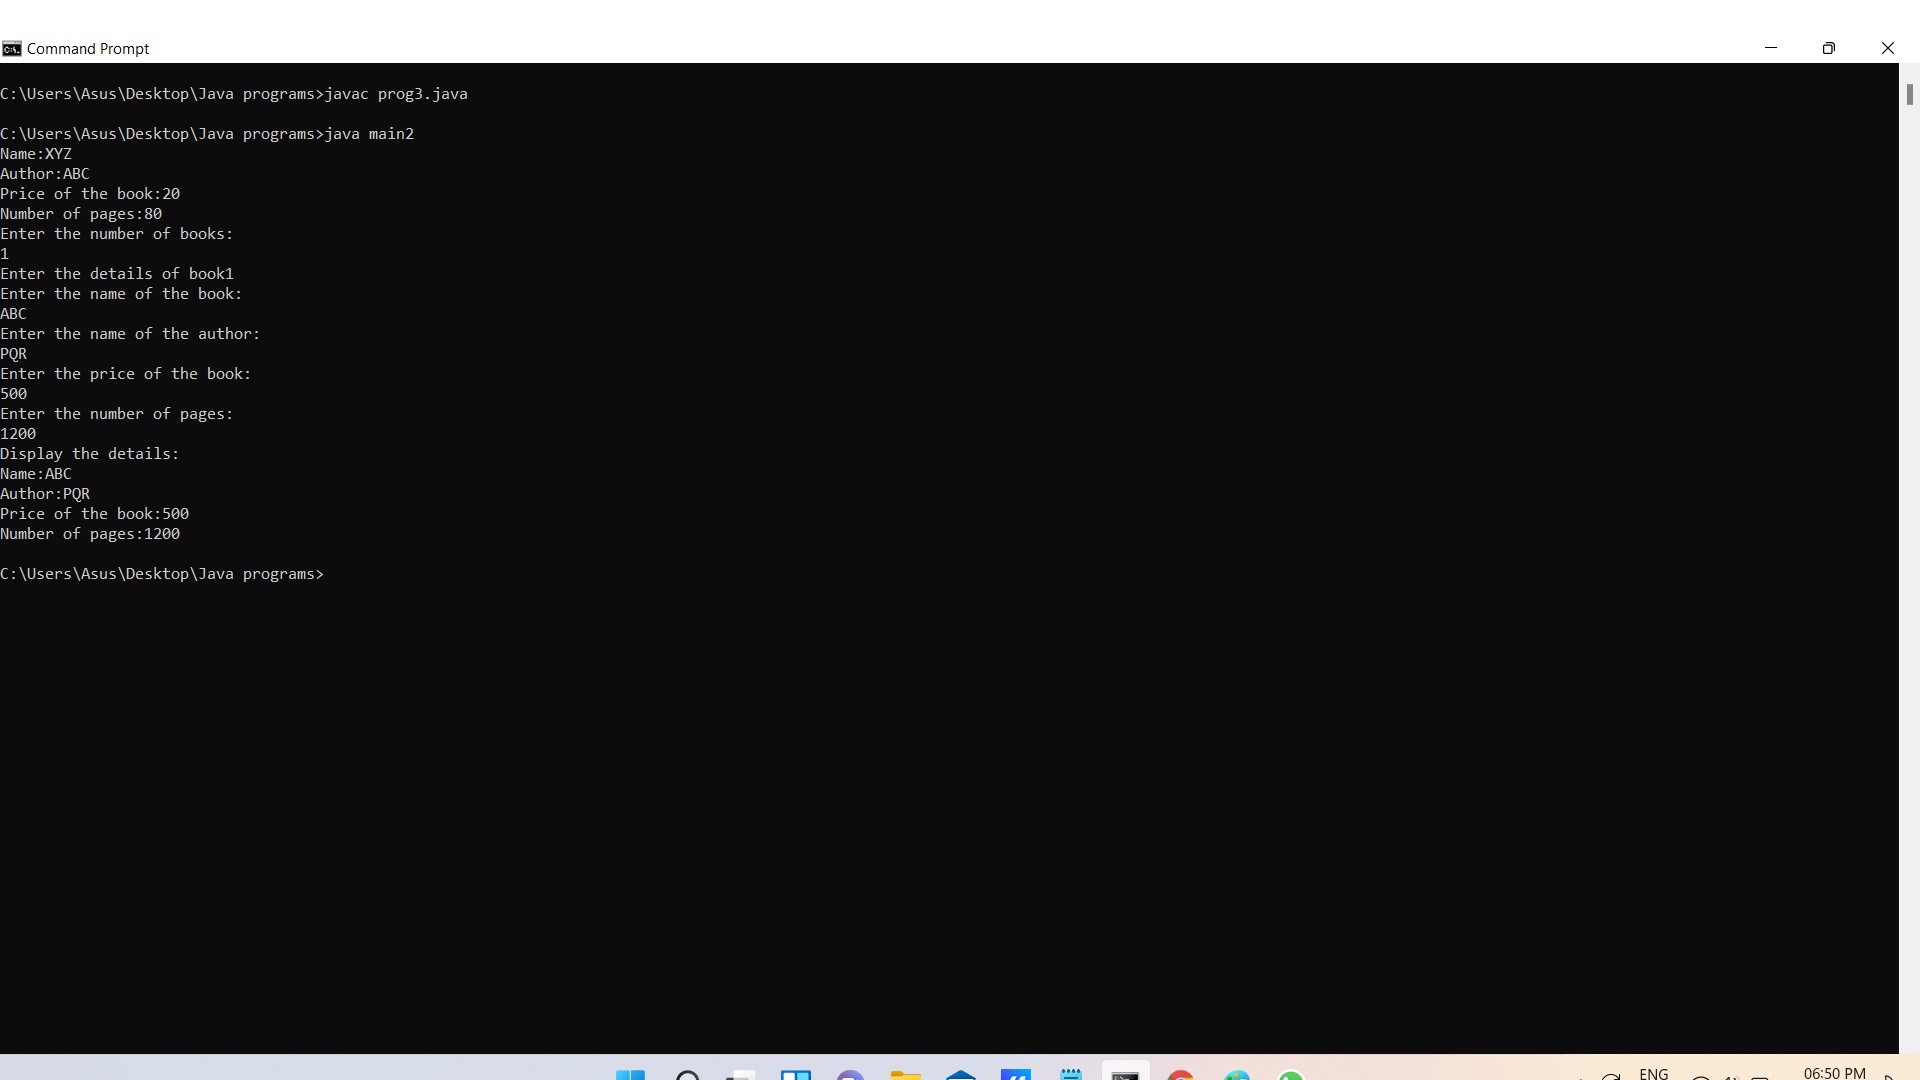 Command Prompt
C:\Users\Asus\Desktop\Java programs>javac prog3.java
C:\Users\Asus\Desktop\Java programs>java main2
Name:XYZ
Author:ABC
Price of the book:20
Number of pages:80
Enter the number of books:
1
Enter the details of book1
Enter the name of the book:
ABC
Enter the name of the author:
PQR
Enter the price of the book:
500
Enter the number of pages:
1200
Display the details:
Name:ABC
Author:PQR
Price of the book:500
Number of pages:1200
C:\Users\Asus\Desktop\Java programs>
ENG
06:50 PM